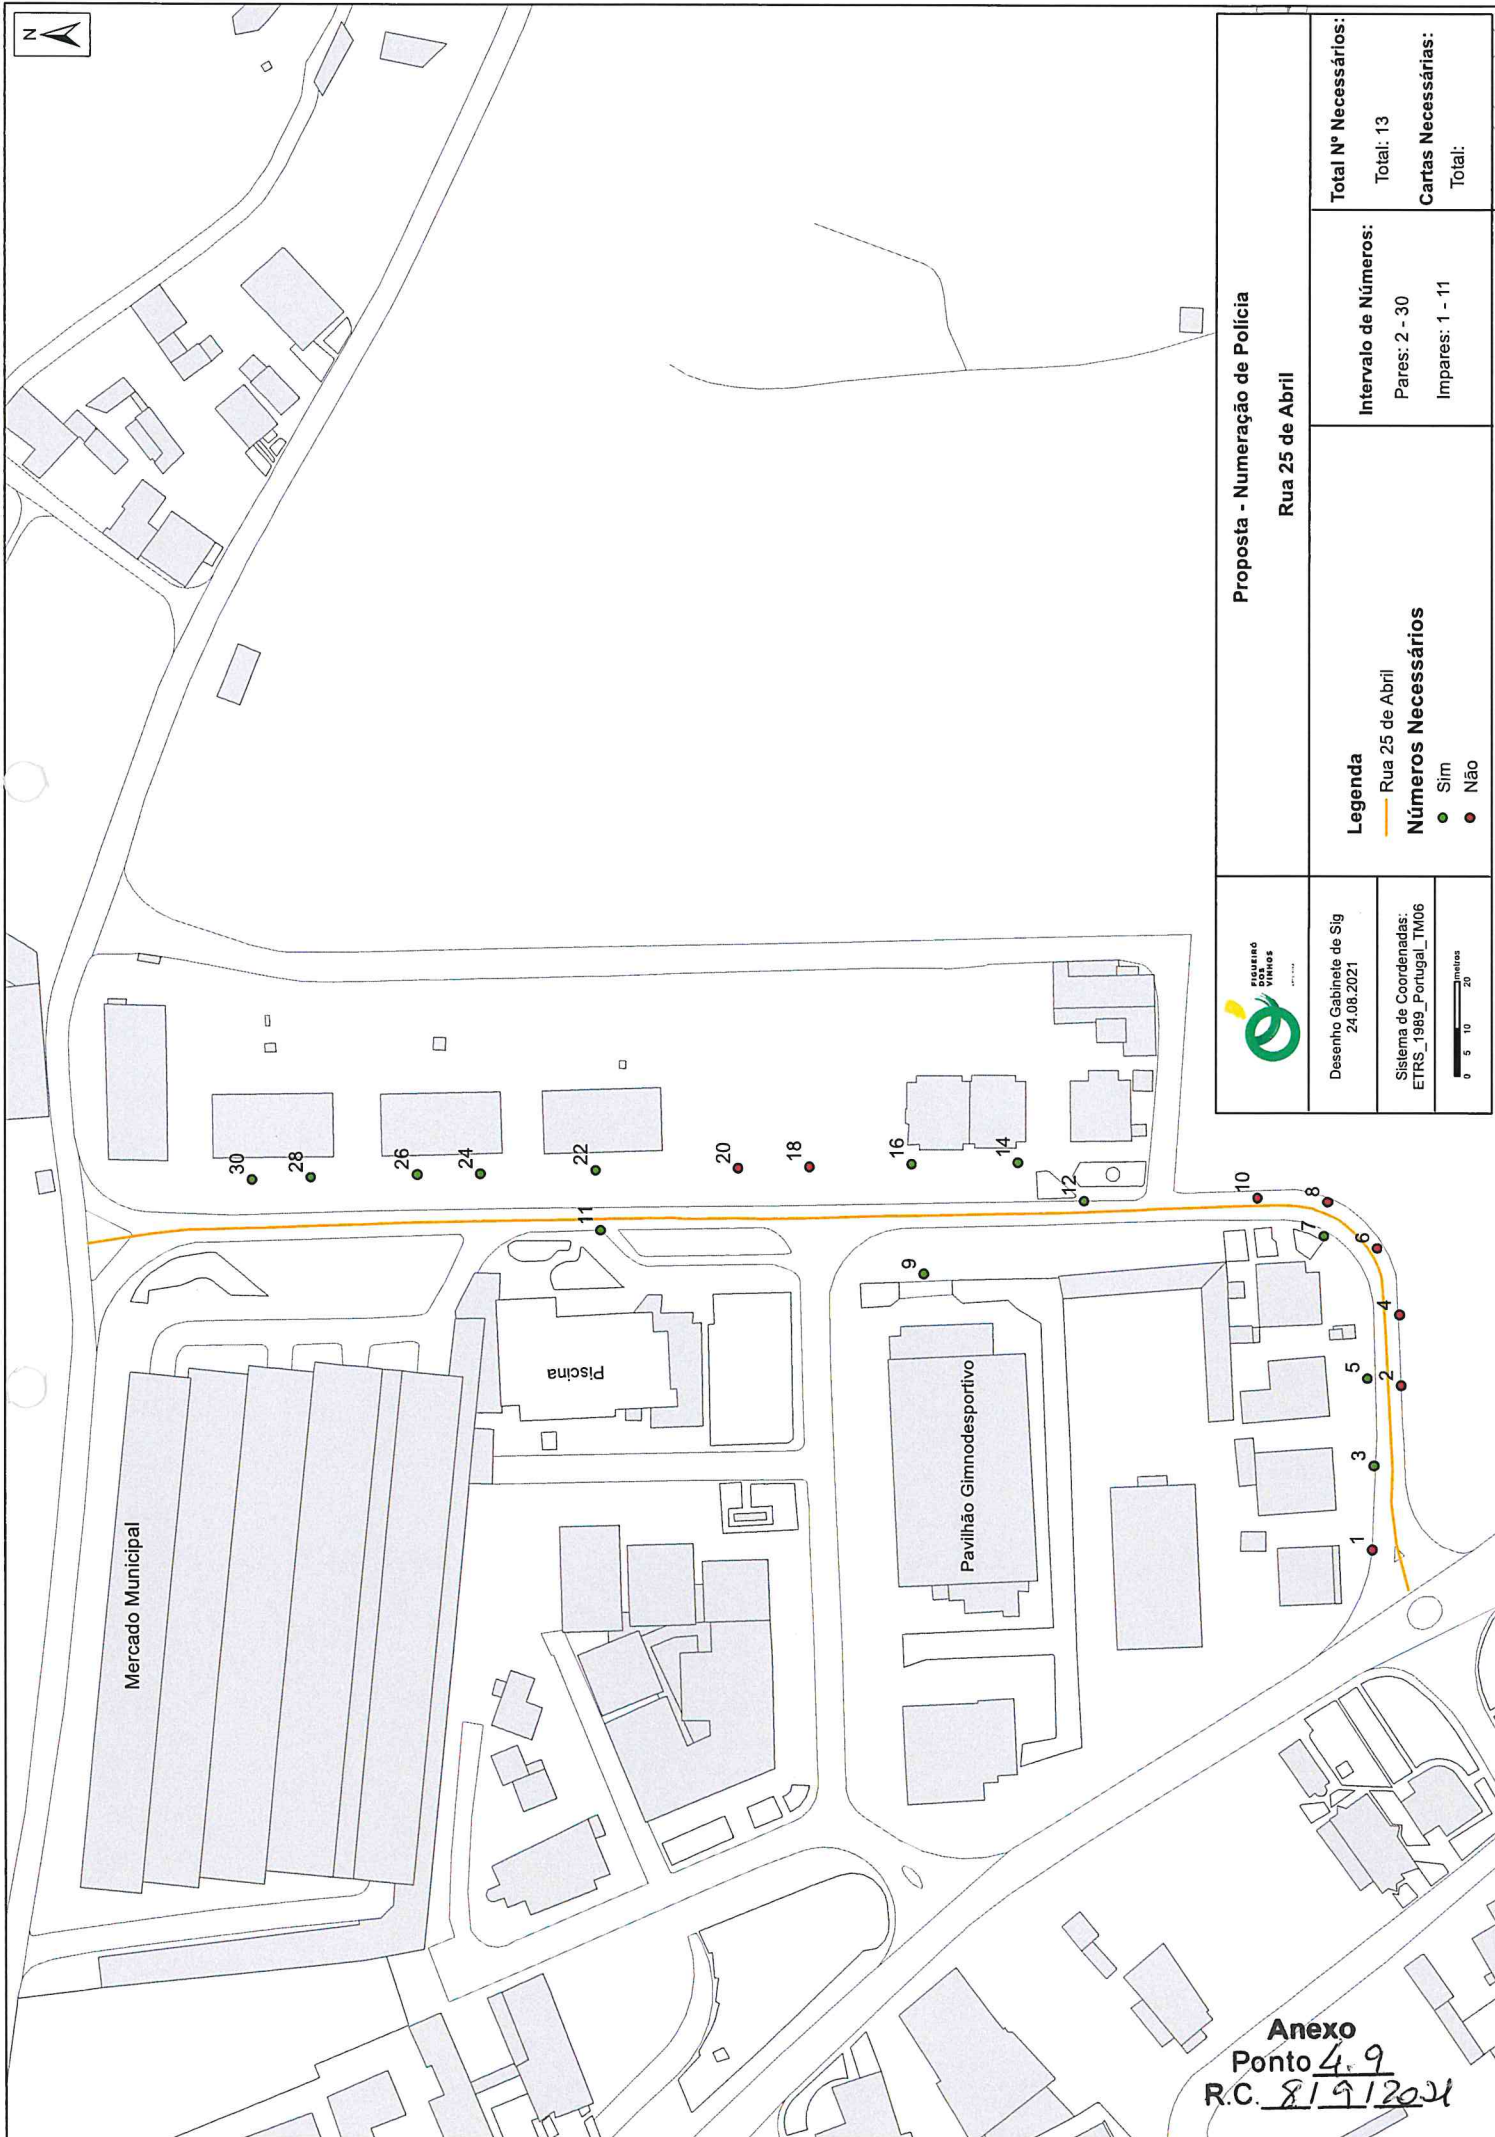 N
Mercado Municipal
Piscina
Pavilhão Gimnodesportivo
30
28
26
24
22
20
18
16
14
12
10
8
6
4
2
11
9
7
5
3
1
FIGUEIRÓ
DOS
VINHOS
Proposta - Numeração de Polícia
Rua 25 de Abril
Desenho Gabinete de Sig
24.08.2021
Sistema de Coordenadas:
ETRS_1989_Portugal_TM06
0 5 10 20
metros
Legenda
Rua 25 de Abril
Números Necessários
Sim
Não
Intervalo de Números:
Pares: 2 - 30
Impares: 1 - 11
Total Nº Necessários:
Total: 13
Cartas Necessárias:
Total:
Anexo
Ponto 4.9
R.C. 8/9/2021